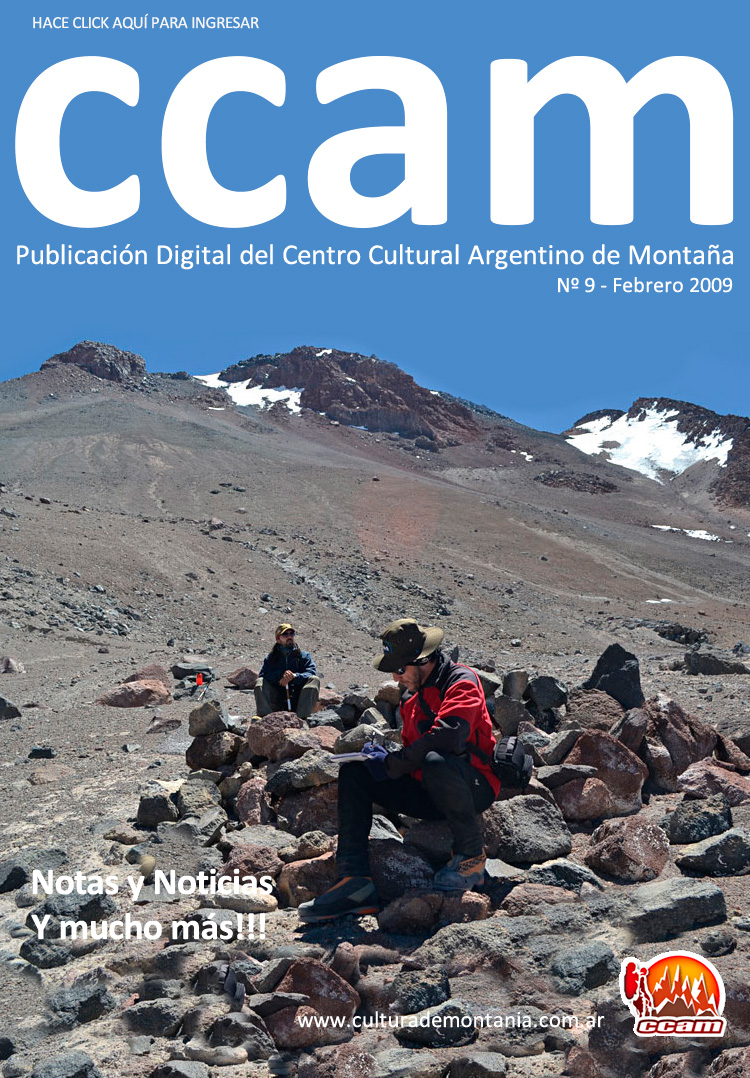 HACE CLICK AQUÍ PARA INGRESAR
ccam
Publicación Digital del Centro Cultural Argentino de Montaña
Nº 9 - Febrero 2009
Notas y Noticias
Y mucho más!!!
www.culturademontania.com.ar
ccam